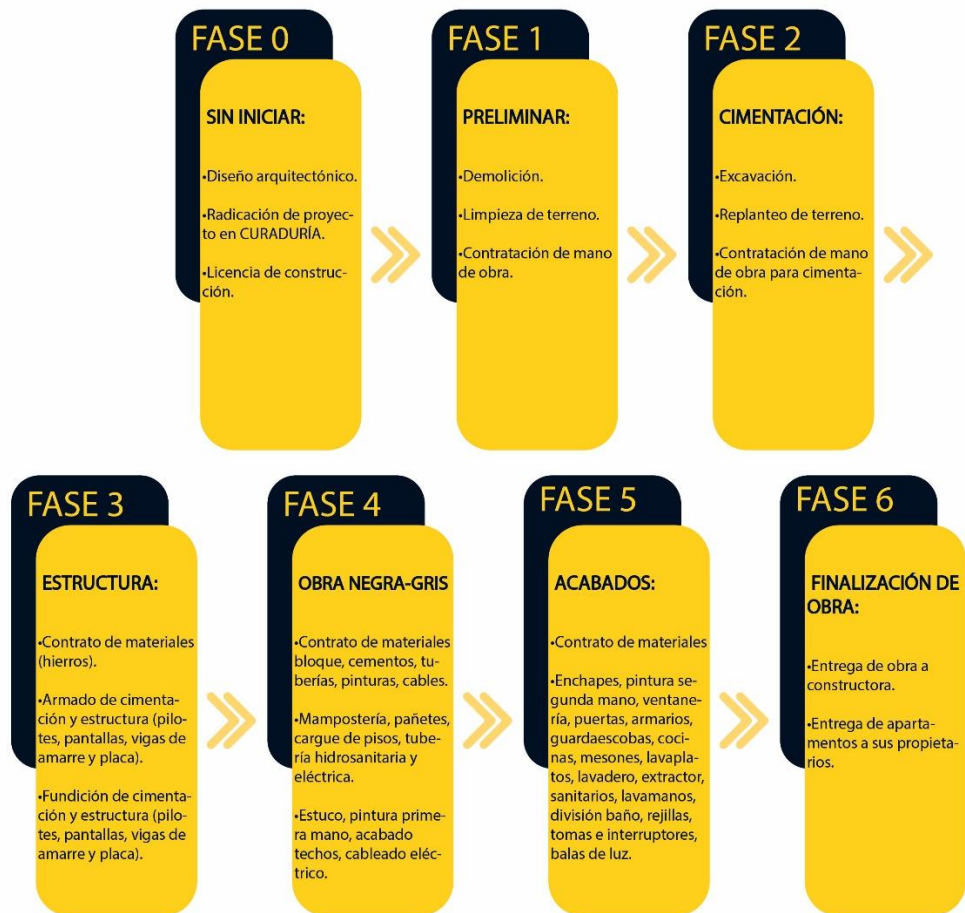 FASE 0
SIN INICIAR:
•Diseño arquitectónico.
•Radicación de proyec-
to en CURADURÍA.
•Licencia de construc-
ción.
FASE 1
PRELIMINAR:
•Demolición.
•Limpieza de terreno.
•Contratación de mano
de obra.
FASE 2
CIMENTACIÓN:
•Excavación.
•Replanteo de terreno.
•Contratación de mano
de obra para cimenta-
ción.
FASE 3
ESTRUCTURA:
•Contrato de materiales
(hierros).
•Armado de cimenta-
ción y estructura (pilo-
tes, pantallas, vigas de
amarre y placa).
•Fundición de cimenta-
ción y estructura (pilo-
tes, pantallas, vigas de
amarre y placa).
FASE 4
OBRA NEGRA-GRIS
•Contrato de materiales
bloque, cementos, tu-
berías, pinturas, cables.
•Mampostería, pañetes,
cargue de pisos, tube-
ría hidrosanitaria y
eléctrica.
•Estuco, pintura prime-
ra mano, acabado
techos, cableado eléc-
trico.
FASE 5
ACABADOS:
•Contrato de materiales
•Enchapes, pintura se-
gunda mano, ventane-
ría, puertas, armarios,
guardaescobas, coci-
nas, mesones, lavapla-
tos, lavadero, extractor,
sanitarios, lavamanos,
división baño, rejillas,
tomas e interruptores,
balas de luz.
FASE 6
FINALIZACIÓN DE
OBRA:
•Entrega de obra a
constructora.
•Entrega de aparta-
mentos a sus propieta-
rios.